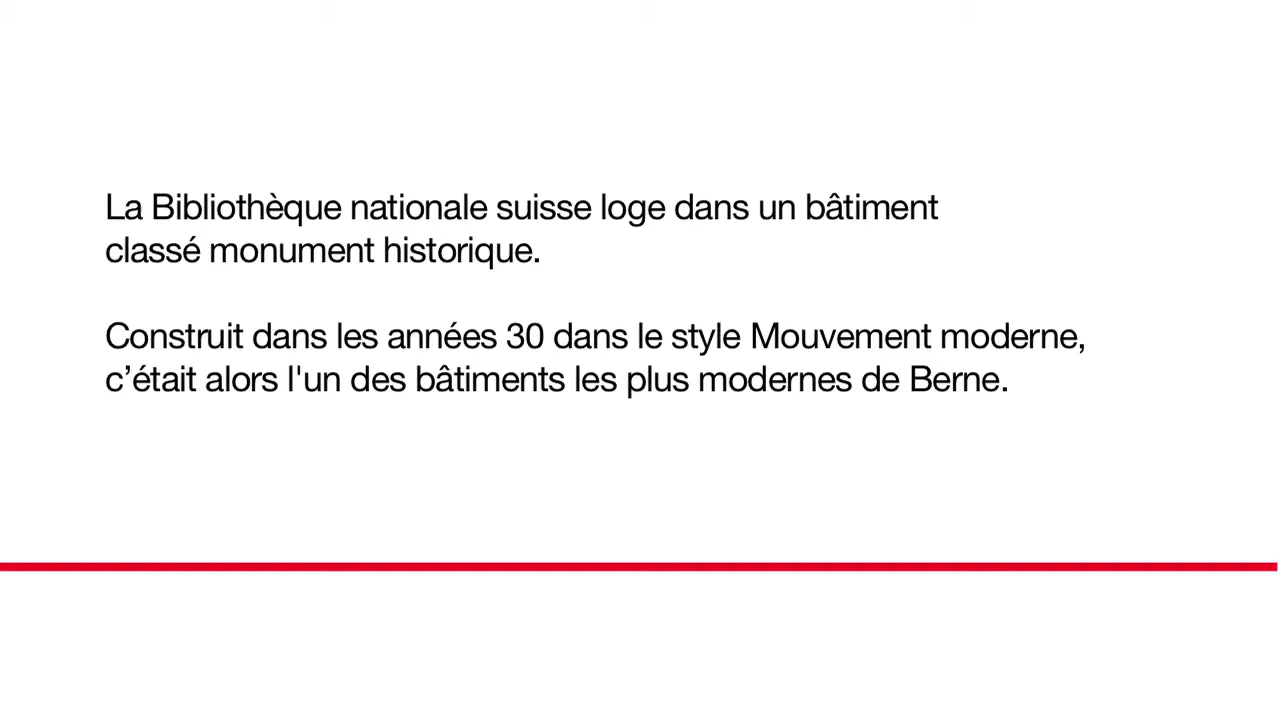 La Bibliothèque nationale suisse loge dans un bâtiment
classé monument historique.
Construit dans les années 30 dans le style Mouvement moderne,
c’était alors l'un des bâtiments les plus modernes de Berne.